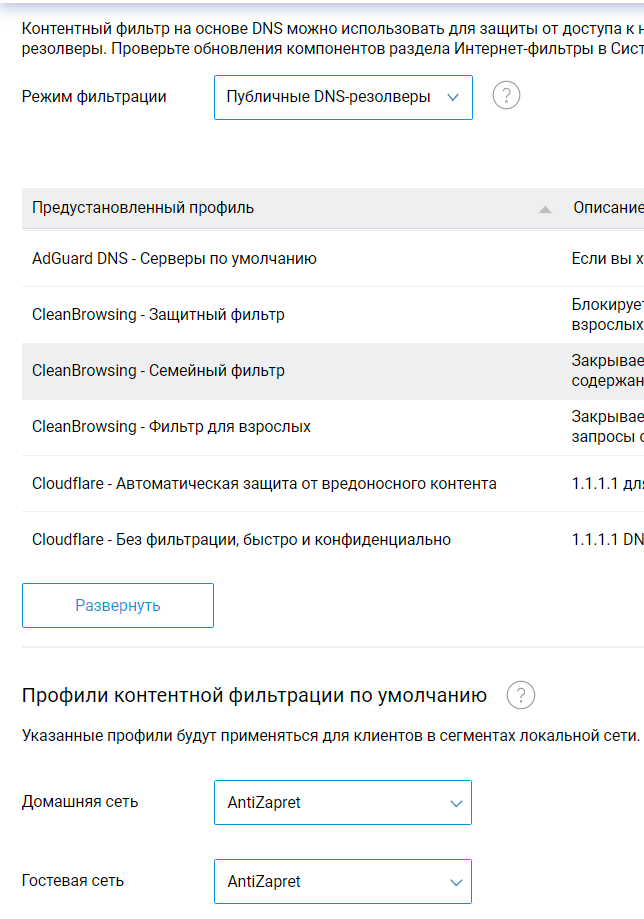 Контентный фильтр на основе DNS можно использовать для защиты от доступа к н
резолверы. Проверьте обновления компонентов раздела Интернет-фильтры в Сист
Режим фильтрации
Публичные DNS-резолверы
?
Предустановленный профиль
Описание
AdGuard DNS - Серверы по умолчанию
Если вы х
CleanBrowsing - Защитный фильтр
Блокирует
взрослых
CleanBrowsing - Семейный фильтр
Закрывае
содержан
CleanBrowsing - Фильтр для взрослых
Закрывае
запросы с
Cloudflare - Автоматическая защита от вредоносного контента
1.1.1.1 для
Cloudflare - Без фильтрации, быстро и конфиденциально
1.1.1.1 DN
Развернуть
Профили контентной фильтрации по умолчанию
?
Указанные профили будут применяться для клиентов в сегментах локальной сети.
Домашняя сеть
AntiZapret
Гостевая сеть
AntiZapret